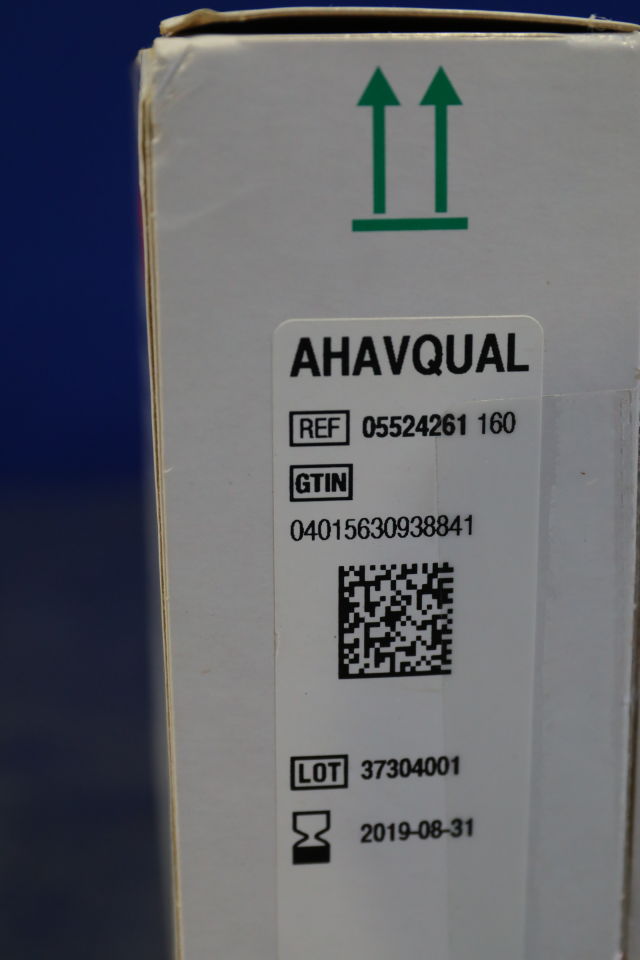 AHAVQUAL
REF 05524261 160
GTIN
04015630938841
LOT 37304001
2019-08-31